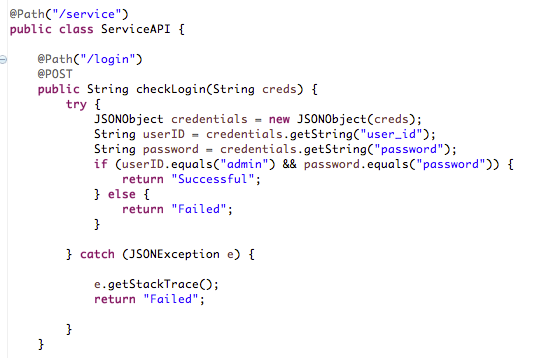 @Path("/service")
public class ServiceAPI {
@Path("/login")
@POST
public String checkLogin(String creds) {
try {
JSONObject credentials = new JSONObject(creds);
String userID = credentials.getString("user_id");
String password = credentials.getString("password");
if (userID.equals("admin") && password.equals("password")) {
return "Successful";
} else {
return "Failed";
}
} catch (JSONException e) {
e.getStackTrace();
return "Failed";
}
}